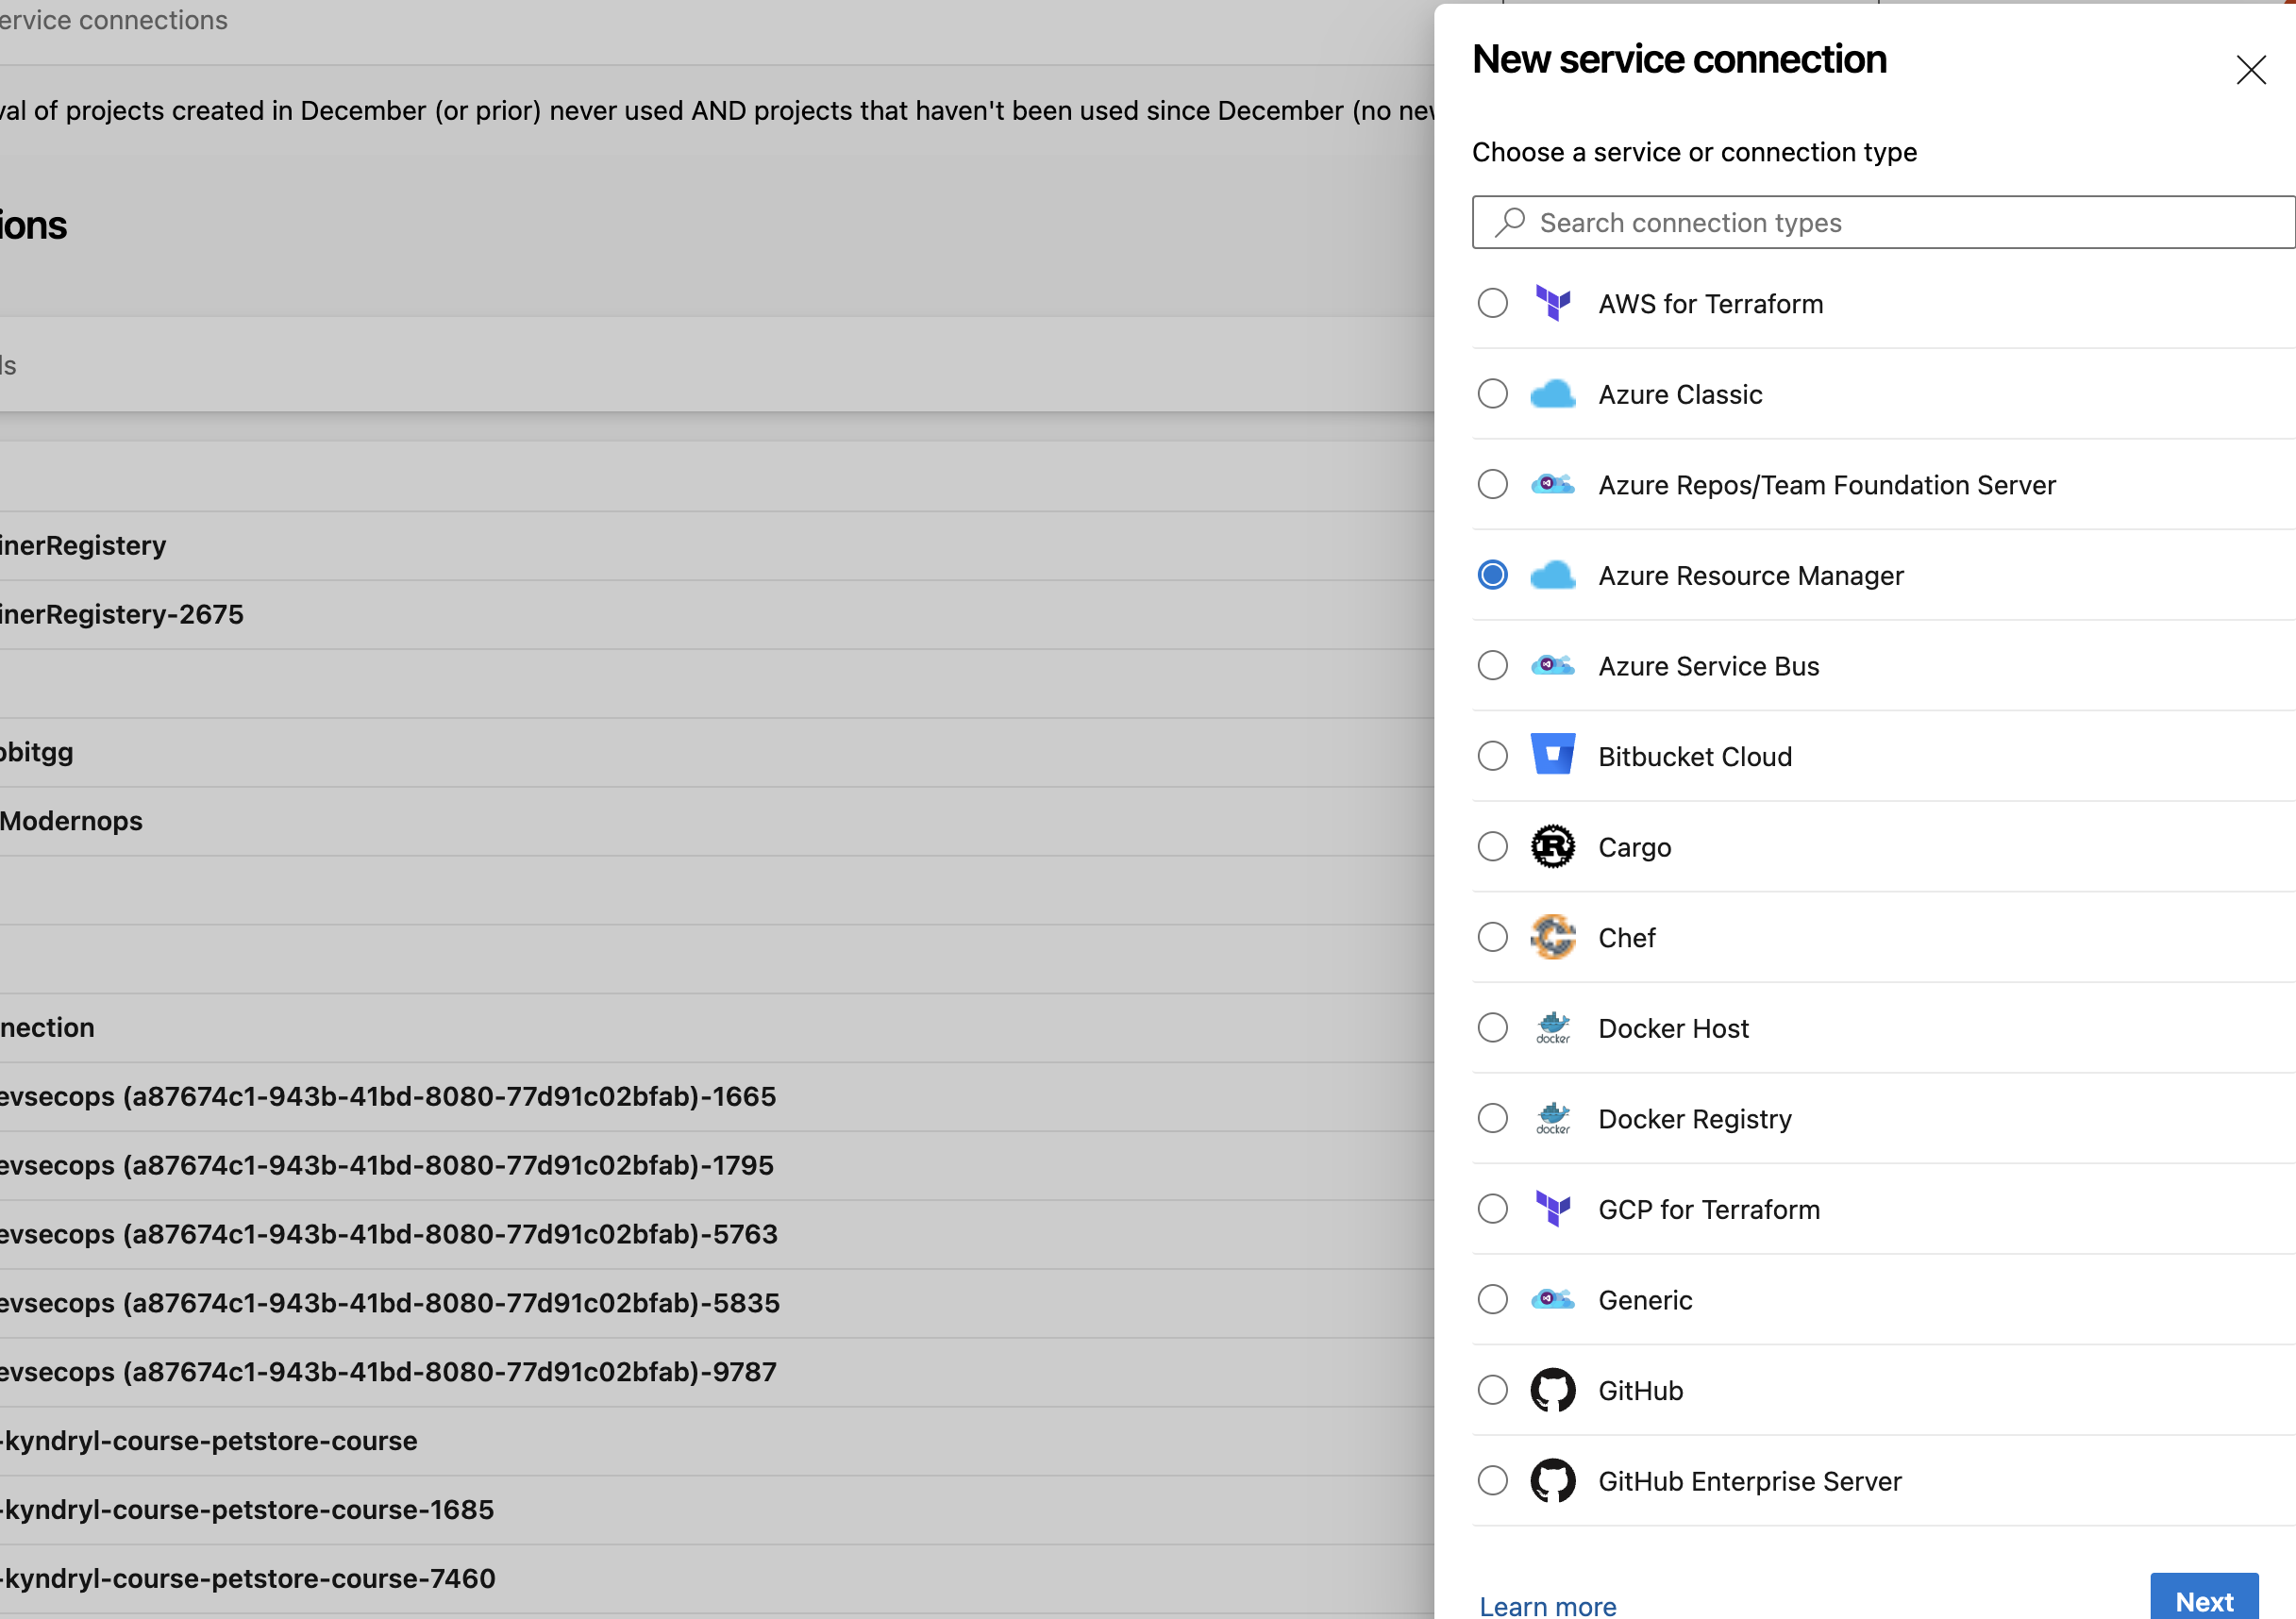 ervice connections
val of projects created in December (or prior) never used AND projects that haven't been used since December (no new
ions
ls
inerRegistery
inerRegistery-2675
obitgg
Modernops
nection
evsecops (a87674c1-943b-41bd-8080-77d91c02bfab)-1665
evsecops (a87674c1-943b-41bd-8080-77d91c02bfab)-1795
evsecops (a87674c1-943b-41bd-8080-77d91c02bfab)-5763
evsecops (a87674c1-943b-41bd-8080-77d91c02bfab)-5835
evsecops (a87674c1-943b-41bd-8080-77d91c02bfab)-9787
-kyndryl-course-petstore-course
-kyndryl-course-petstore-course-1685
-kyndryl-course-petstore-course-7460
New service connection
Choose a service or connection type
Search connection types
AWS for Terraform
Azure Classic
Azure Repos/Team Foundation Server
Azure Resource Manager
Azure Service Bus
Bitbucket Cloud
Cargo
Chef
docker
Docker Host
docker
Docker Registry
GCP for Terraform
Generic
GitHub
GitHub Enterprise Server
Learn more
Next